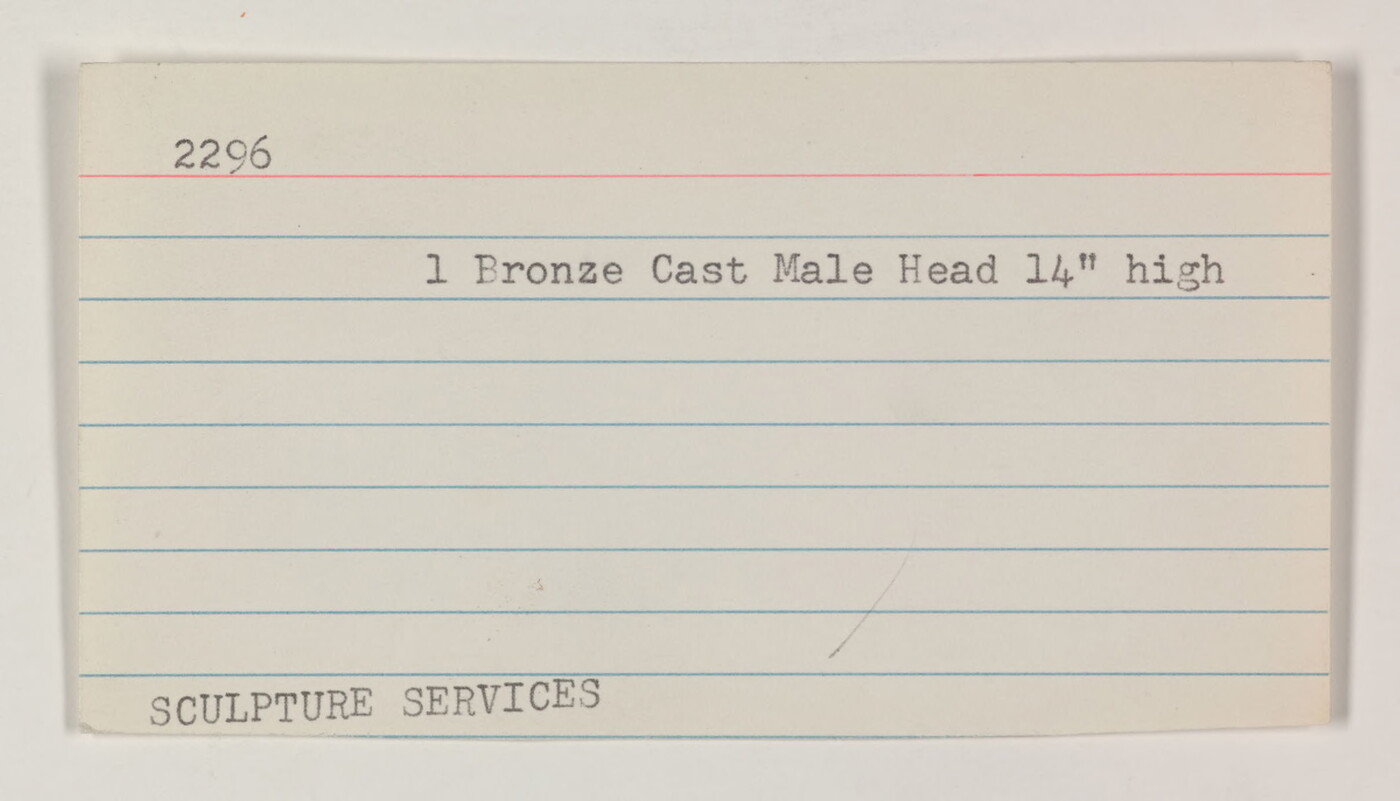 2296
1 Bronze Cast Male Head 14" high
SCULPTURE SERVICES